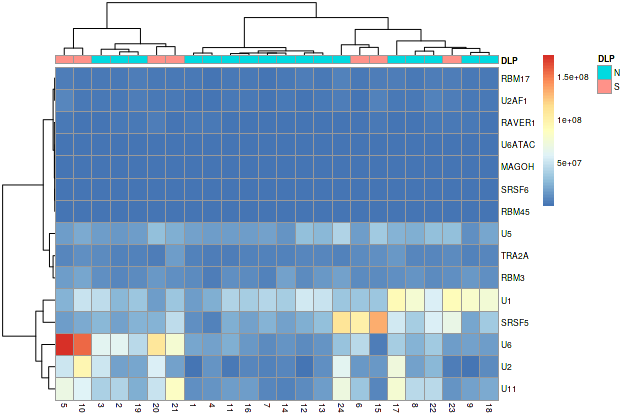 DLP
DLP
N
S
1.5e+08
1e+08
5e+07
RBM17
U2AF1
RAVER1
U6ATAC
MAGOH
SRSF6
RBM45
U5
TRA2A
RBM3
U1
SRSF5
U6
U2
U11
5 10 3 2 19 20 21 1 4 11 16 7 14 12 13 24 6 15 17 8 22 23 9 18